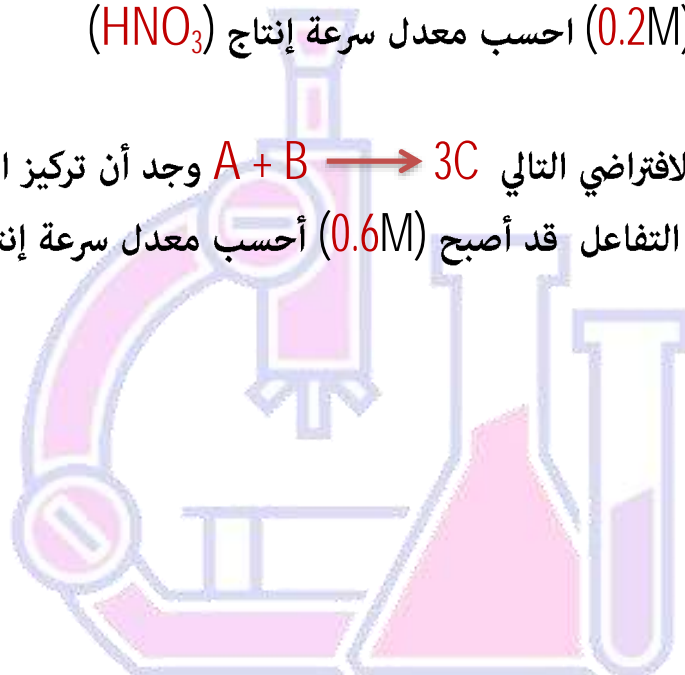 (0.2M) احسب معدل سرعة إنتاج (HNO₃)
الافتراضي التالي A + B ⟶ 3C وجد أن تركيز
التفاعل قد أصبح (0.6M) أحسب معدل سرعة